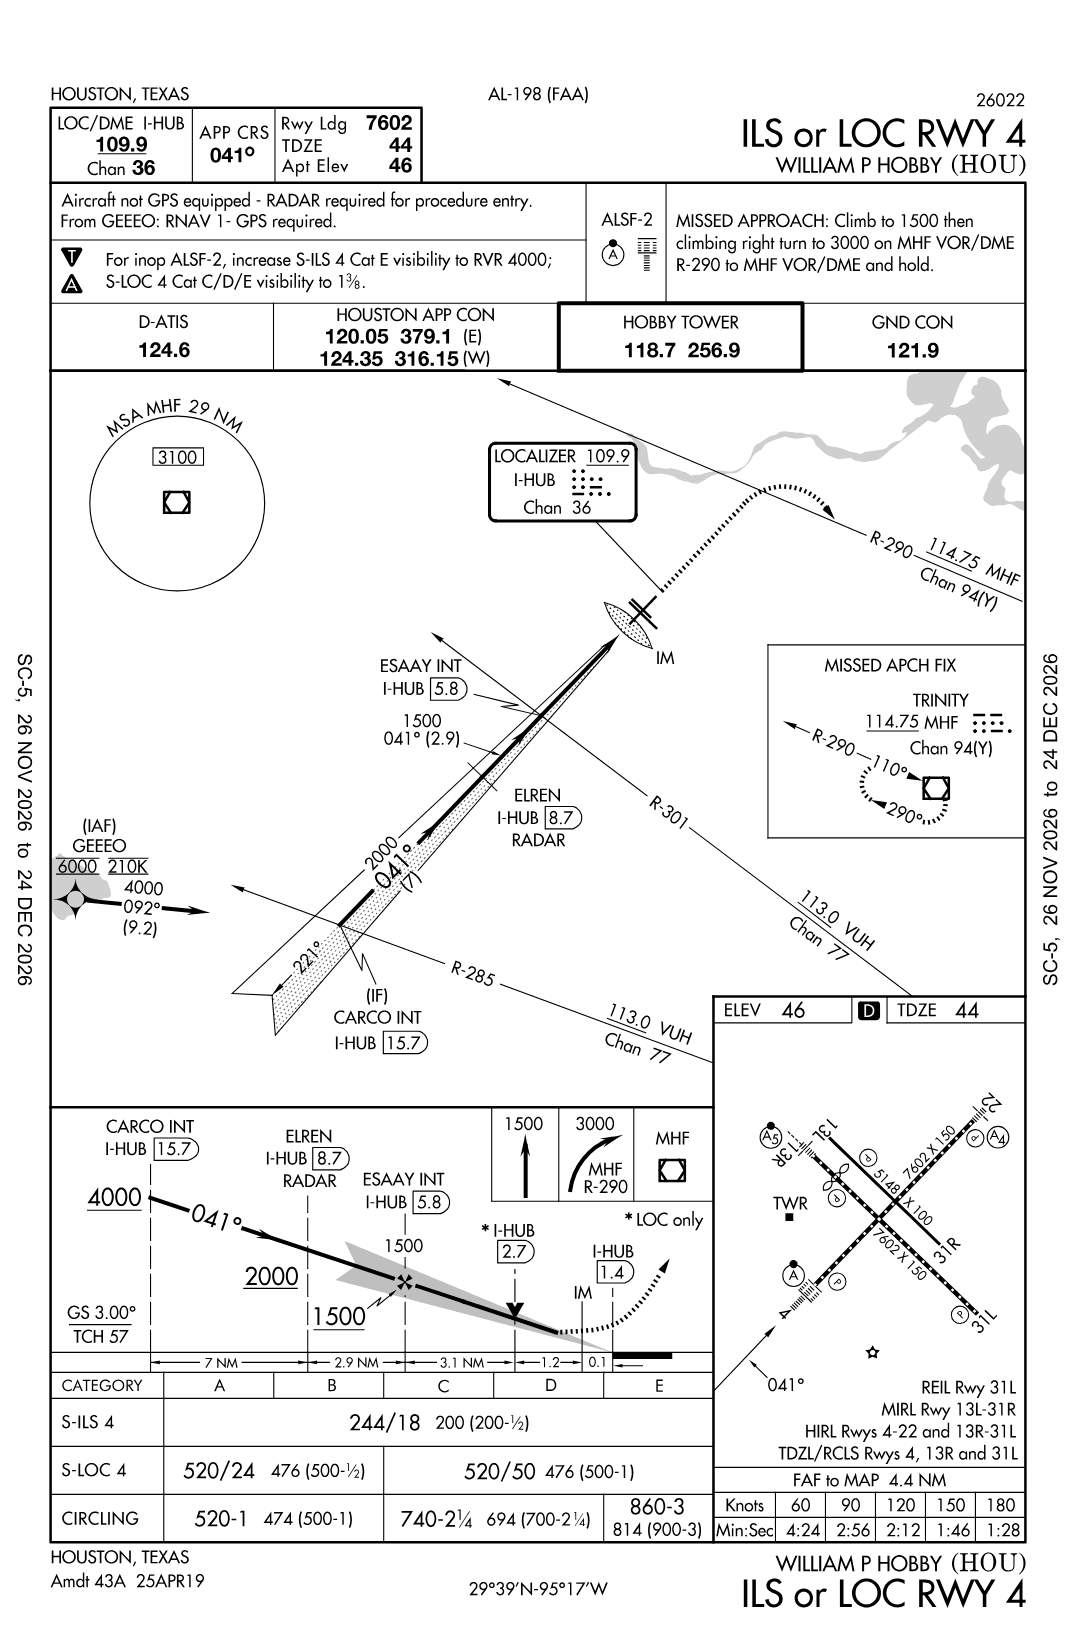 HOUSTON, TEXAS
AL-198 (FAA)
26022
ILS or LOC RWY 4
WILLIAM P HOBBY (HOU)
LOC/DME I-HUB
109.9
Chan 36
APP CRS
041°
Rwy Ldg 7602
TDZE 44
Apt Elev 46
Aircraft not GPS equipped - RADAR required for procedure entry.
From GEEEO: RNAV 1- GPS required.
T
A
For inop ALSF-2, increase S-ILS 4 Cat E visibility to RVR 4000;
S-LOC 4 Cat C/D/E visibility to 1⅜.
ALSF-2
A
MISSED APPROACH: Climb to 1500 then
climbing right turn to 3000 on MHF VOR/DME
R-290 to MHF VOR/DME and hold.
D-ATIS
124.6
HOUSTON APP CON
120.05 379.1 (E)
124.35 316.15 (W)
HOBBY TOWER
118.7 256.9
GND CON
121.9
MSA MHF 29 NM
3100
LOCALIZER 109.9
I-HUB
Chan 36
R-290
114.75 MHF
Chan 94(Y)
IM
ESAAY INT
I-HUB 5.8
1500
041° (2.9)
ELREN
I-HUB 8.7
RADAR
R-301
113.0 VUH
Chan 77
2000
041°
(7)
221°
(IAF)
GEEEO
6000 210K
4000
092°
(9.2)
(IF)
CARCO INT
I-HUB 15.7
R-285
113.0 VUH
Chan 77
MISSED APCH FIX
TRINITY
114.75 MHF
Chan 94(Y)
R-290
110°
290°
SC-5, 26 NOV 2026 to 24 DEC 2026
SC-5, 26 NOV 2026 to 24 DEC 2026
ELEV 46
D
TDZE 44
22
A5
13L
13R
P
P
A4
7602 X 150
5148 X 100
P
TWR
31R
7602 X 150
A
P
4
P
31L
041°
REIL Rwy 31L
MIRL Rwy 13L-31R
HIRL Rwys 4-22 and 13R-31L
TDZL/RCLS Rwys 4, 13R and 31L
FAF to MAP 4.4 NM
Knots 60 90 120 150 180
Min:Sec 4:24 2:56 2:12 1:46 1:28
CARCO INT
I-HUB 15.7
ELREN
I-HUB 8.7
RADAR
ESAAY INT
I-HUB 5.8
1500
3000
MHF
R-290
MHF
*LOC only
4000
041°
2000
1500
1500
* I-HUB
2.7
I-HUB
1.4
IM
GS 3.00°
TCH 57
7 NM
2.9 NM
3.1 NM
1.2
0.1
CATEGORY A B C D E
S-ILS 4 244/18 200 (200-½)
S-LOC 4 520/24 476 (500-½) 520/50 476 (500-1)
CIRCLING 520-1 474 (500-1) 740-2¼ 694 (700-2¼) 860-3
814 (900-3)
HOUSTON, TEXAS
Amdt 43A 25APR19
29°39'N-95°17'W
WILLIAM P HOBBY (HOU)
ILS or LOC RWY 4